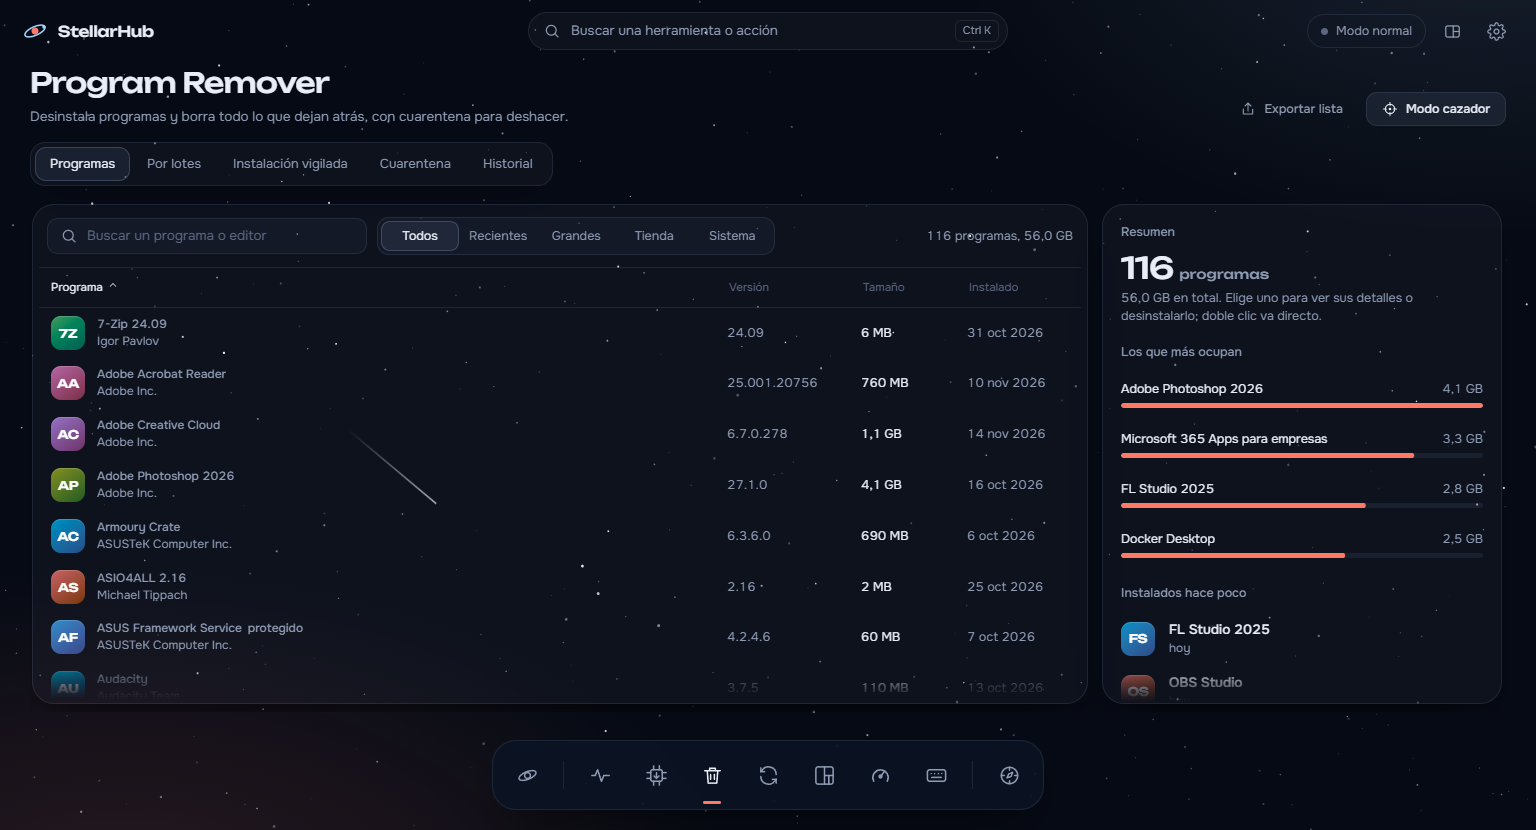 StellarHub
Buscar una herramienta o acción
Ctrl K
Modo normal
Program Remover
Desinstala programas y borra todo lo que dejan atrás, con cuarentena para deshacer.
Exportar lista
Modo cazador
Programas
Por lotes
Instalación vigilada
Cuarentena
Historial
Buscar un programa o editor
Todos
Recientes
Grandes
Tienda
Sistema
116 programas, 56,0 GB
Programa
Versión
Tamaño
Instalado
7Z
7-Zip 24.09
Igor Pavlov
24.09
6 MB
31 oct 2026
AA
Adobe Acrobat Reader
Adobe Inc.
25.001.20756
760 MB
10 nov 2026
AC
Adobe Creative Cloud
Adobe Inc.
6.7.0.278
1,1 GB
14 nov 2026
AP
Adobe Photoshop 2026
Adobe Inc.
27.1.0
4,1 GB
16 oct 2026
AC
Armoury Crate
ASUSTeK Computer Inc.
6.3.6.0
690 MB
6 oct 2026
AS
ASIO4ALL 2.16
Michael Tippach
2.16
2 MB
25 oct 2026
AF
ASUS Framework Service protegido
ASUSTeK Computer Inc.
4.2.4.6
60 MB
7 oct 2026
AU
Audacity
Audacity Team
3.7.5
110 MB
13 oct 2026
Resumen
116 programas
56,0 GB en total. Elige uno para ver sus detalles o
desinstalarlo; doble clic va directo.
Los que más ocupan
Adobe Photoshop 2026
4,1 GB
Microsoft 365 Apps para empresas
3,3 GB
FL Studio 2025
2,8 GB
Docker Desktop
2,5 GB
Instalados hace poco
FS
FL Studio 2025
hoy
OS
OBS Studio